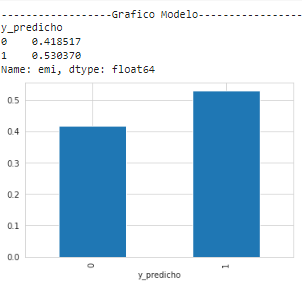 ------------------Grafico Modelo-----------------
y_predicho
0    0.418517
1    0.530370
Name: emi, dtype: float64
0.5
0.4
0.3
0.2
0.1
0.0
0 1
y_predicho